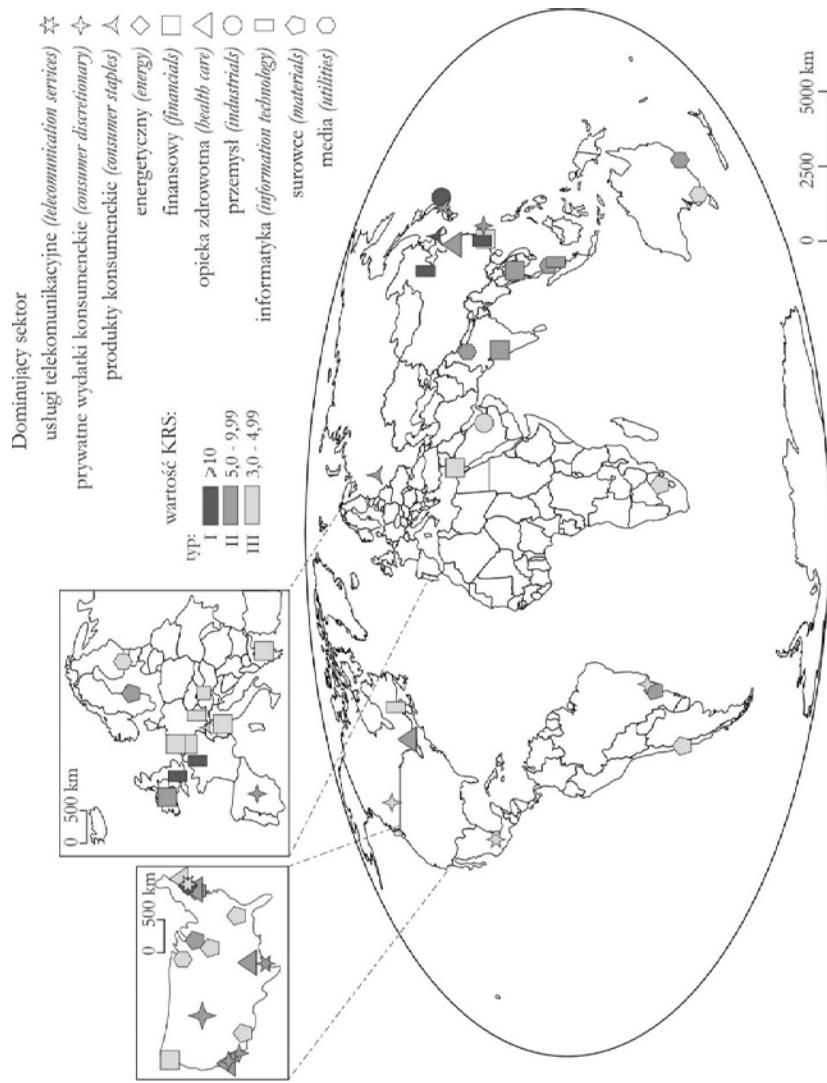 Dominujący sektor
usługi telekomunikacyjne (telecommunication services)
prywatne wydatki konsumenckie (consumer discretionary)
produkty konsumenckie (consumer staples)
energetyczny (energy)
finansowy (financials)
opieka zdrowotna (health care)
przemysł (industrials)
informatyka (information technology)
surowce (materials)
media (utilities)
wartość KRS:
typ:
I ≥10
II 5,0 - 9,99
III 3,0 - 4,99
0 500 km
0 500 km
0 2500 5000 km